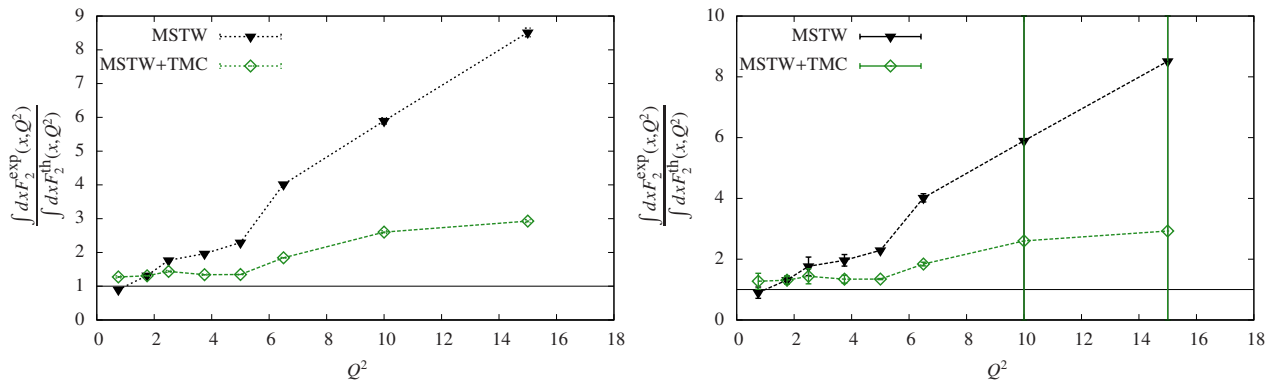 9
8
7
6
5
4
3
2
1
0
0 2 4 6 8 10 12 14 16 18
MSTW
MSTW+TMC
∫ dxF₂^exp(x,Q²)
∫ dxF₂^th(x,Q²)
Q²
10
8
6
4
2
0
0 2 4 6 8 10 12 14 16 18
MSTW
MSTW+TMC
∫ dxF₂^exp(x,Q²)
∫ dxF₂^th(x,Q²)
Q²